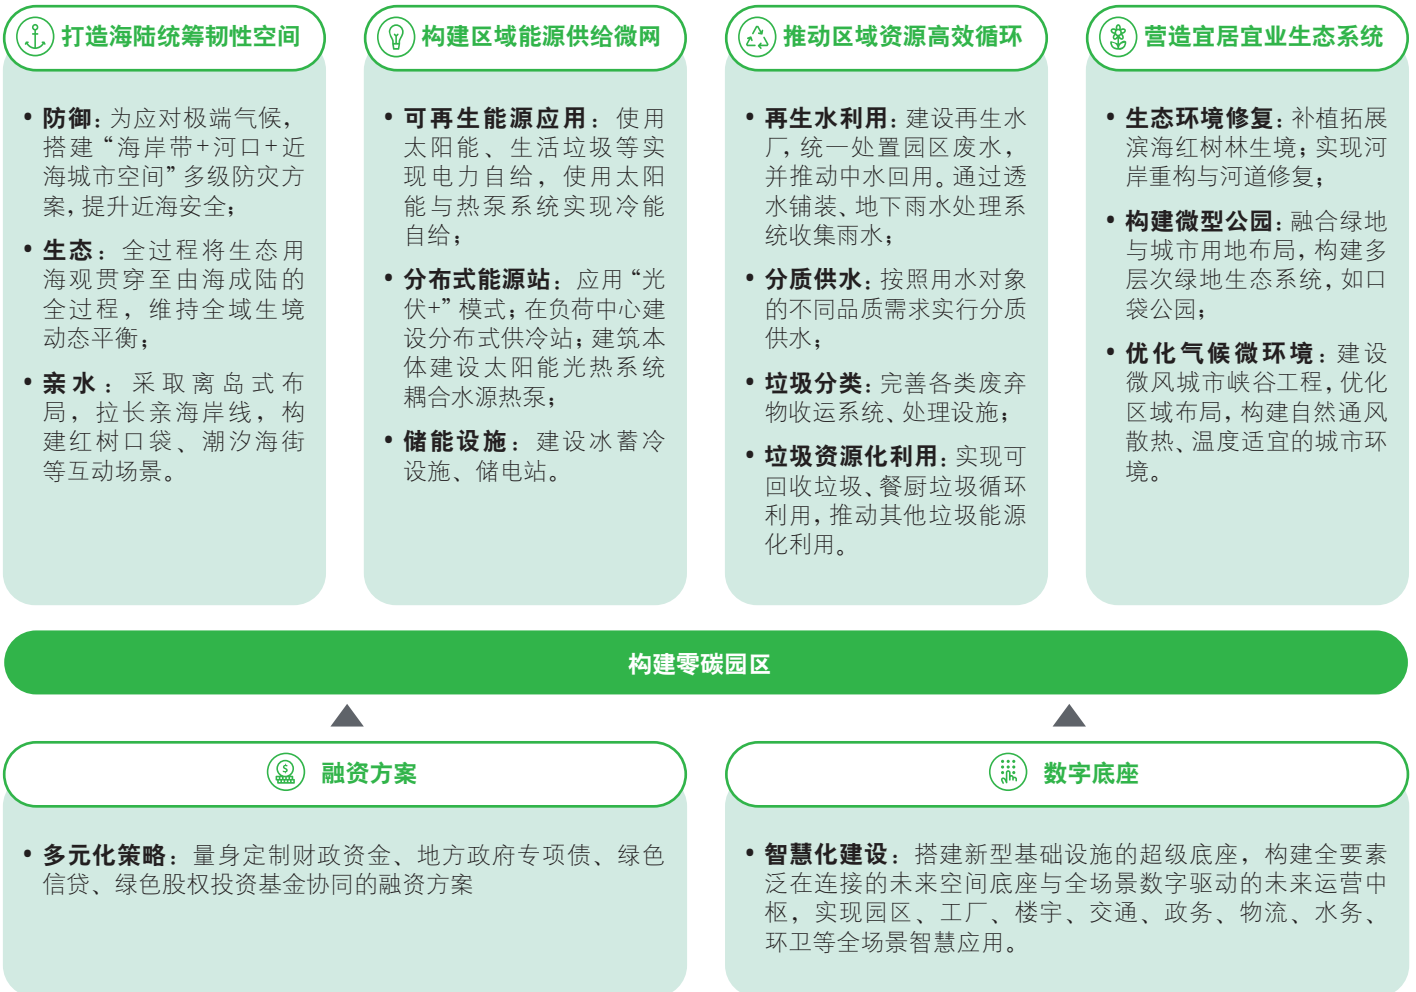 打造海陆统筹韧性空间
• 防御：为应对极端气候，
搭建“海岸带+河口+近
海城市空间”多级防灾方
案，提升近海安全；
• 生态：全过程将生态用
海观贯穿至由海成陆的
全过程，维持全域生境
动态平衡；
• 亲水：采取离岛式布
局，拉长亲海岸线，构
建红树口袋、潮汐海街
等互动场景。
构建区域能源供给微网
• 可再生能源应用：使用
太阳能、生活垃圾等实
现电力自给，使用太阳
能与热泵系统实现冷能
自给；
• 分布式能源站：应用“光
伏+”模式；在负荷中心建
设分布式供冷站；建筑本
体建设太阳能光热系统
耦合水源热泵；
• 储能设施：建设冰蓄冷
设施、储电站。
推动区域资源高效循环
• 再生水利用：建设再生水
厂，统一处置园区废水，
并推动中水回用。通过透
水铺装、地下雨水处理系
统收集雨水；
• 分质供水：按照用水对象
的不同品质需求实行分质
供水；
• 垃圾分类：完善各类废弃
物收运系统、处理设施；
• 垃圾资源化利用：实现可
回收垃圾、餐厨垃圾循环
利用，推动其他垃圾能源
化利用。
营造宜居宜业生态系统
• 生态环境修复：补植拓展
滨海红树林生境；实现河
岸重构与河道修复；
• 构建微型公园：融合绿地
与城市用地布局，构建多
层次绿地生态系统，如口
袋公园；
• 优化气候微环境：建设
微风城市峡谷工程，优化
区域布局，构建自然通风
散热、温度适宜的城市环
境。
构建零碳园区
融资方案
• 多元化策略：量身定制财政资金、地方政府专项债、绿色
信贷、绿色股权投资基金协同的融资方案
数字底座
• 智慧化建设：搭建新型基础设施的超级底座，构建全要素
泛在连接的未来空间底座与全场景数字驱动的未来运营中
枢，实现园区、工厂、楼宇、交通、政务、物流、水务、
环卫等全场景智慧应用。